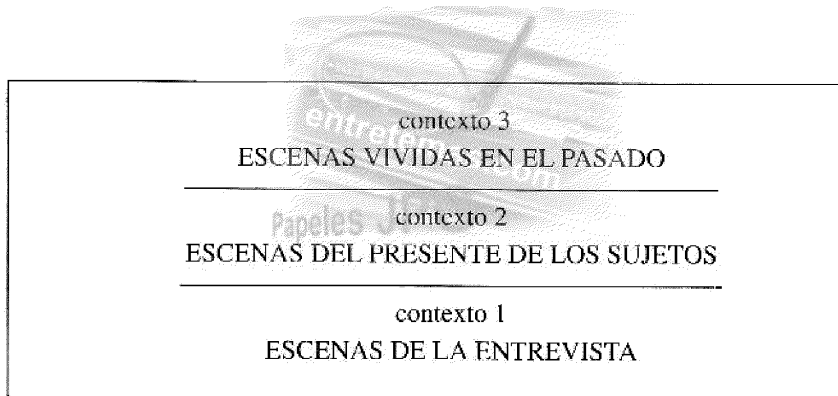 contexto 3
ESCENAS VIVIDAS EN EL PASADO
contexto 2
ESCENAS DEL PRESENTE DE LOS SUJETOS
contexto 1
ESCENAS DE LA ENTREVISTA
Papeles